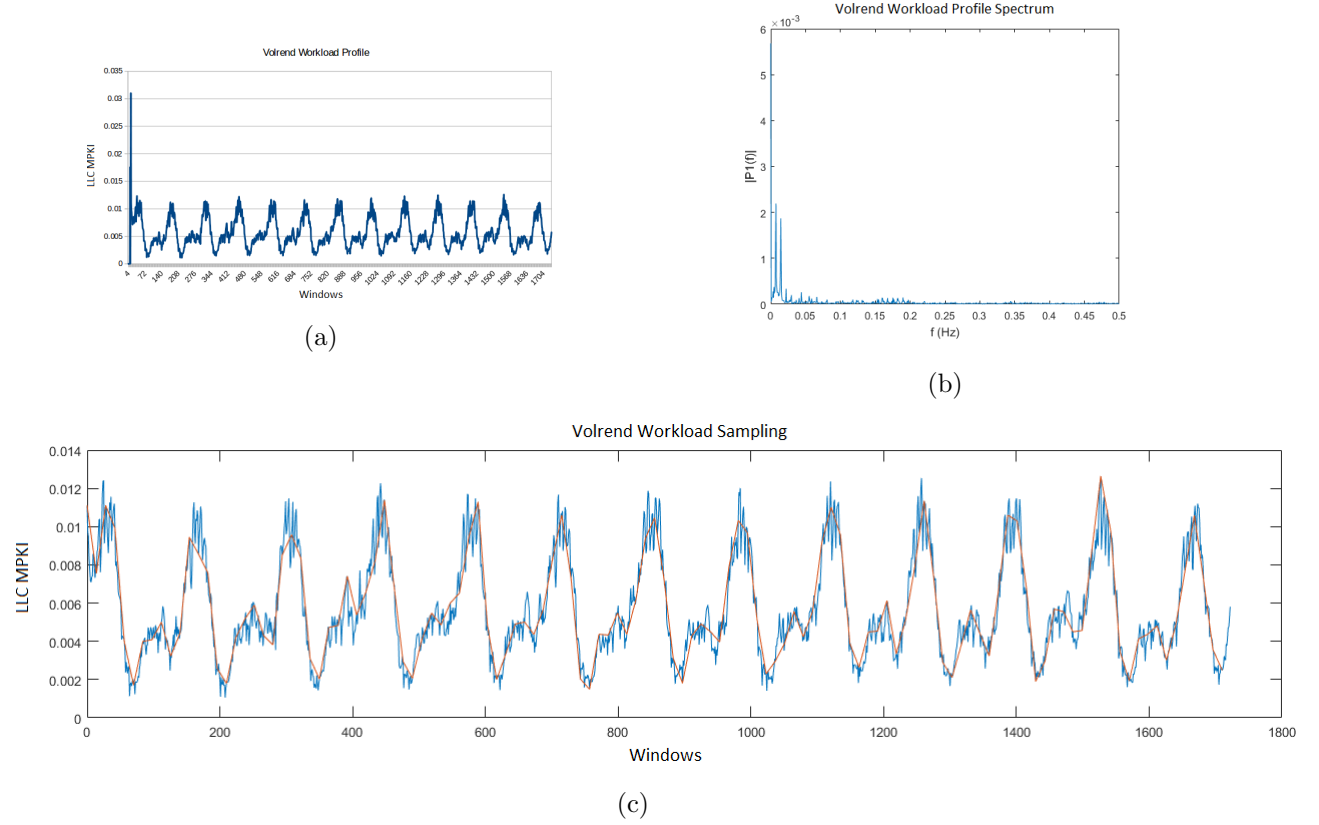 Volrend Workload Profile
LLC MPKI
0.035
0.03
0.025
0.02
0.015
0.01
0.005
0
4 72 140 208 276 344 412 480 548 616 684 752 820 888 956 1024 1092 1160 1228 1296 1364 1432 1500 1568 1636 1704
Windows
(a)
Volrend Workload Profile Spectrum
×10⁻³
|P1(f)|
6
5
4
3
2
1
0
0 0.05 0.1 0.15 0.2 0.25 0.3 0.35 0.4 0.45 0.5
f (Hz)
(b)
Volrend Workload Sampling
LLC MPKI
0.014
0.012
0.01
0.008
0.006
0.004
0.002
0
0 200 400 600 800 1000 1200 1400 1600 1800
Windows
(c)